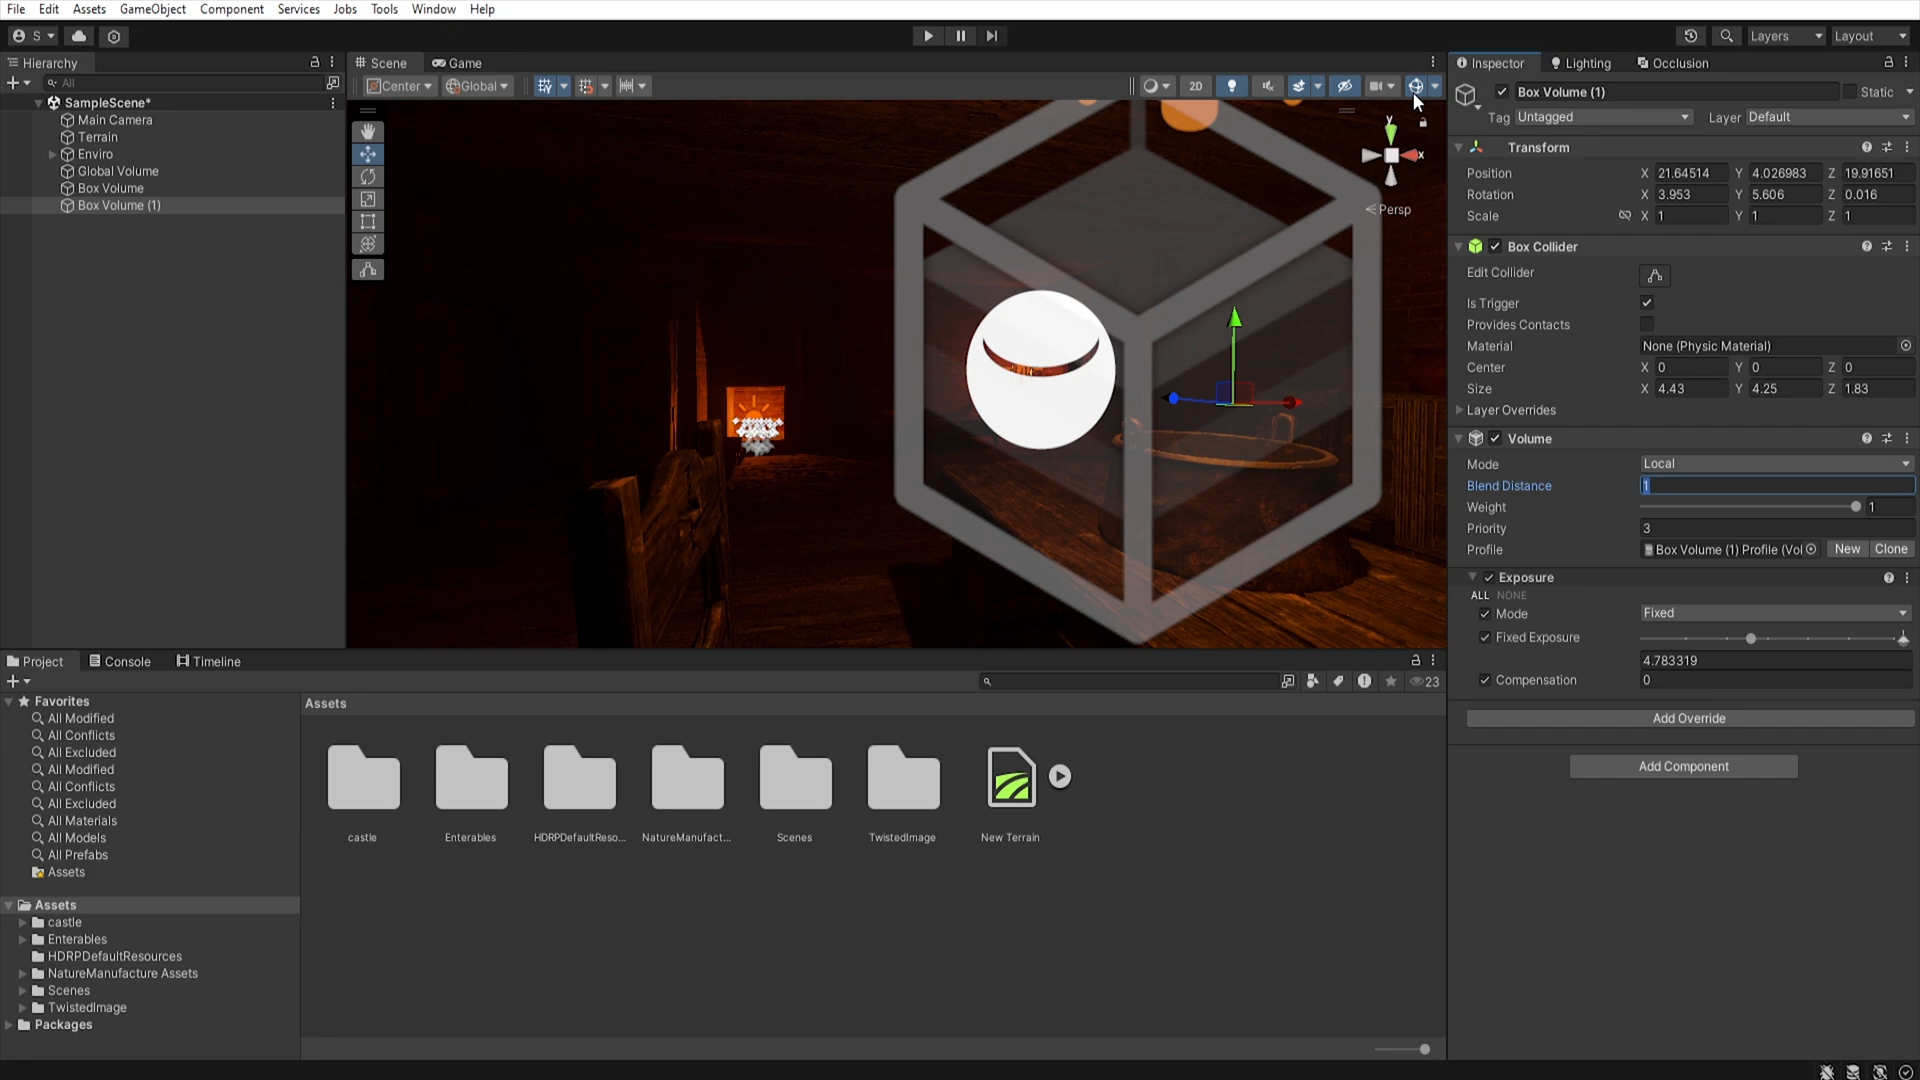 File Edit Assets GameObject Component Services Jobs Tools Window Help
S Layers Layout
Hierarchy
All
SampleScene*
Main Camera
Terrain
Enviro
Global Volume
Box Volume
Box Volume (1)
Scene Game
Center Global 2D
y
x
Persp
Inspector Lighting Occlusion
Box Volume (1) Static
Tag Untagged Layer Default
Transform
Position X 21.64514 Y 4.026983 Z 19.91651
Rotation X 3.953 Y 5.606 Z 0.016
Scale X 1 Y 1 Z 1
Box Collider
Edit Collider
Is Trigger
Provides Contacts
Material None (Physic Material)
Center X 0 Y 0 Z 0
Size X 4.43 Y 4.25 Z 1.83
Layer Overrides
Volume
Mode Local
Blend Distance 1
Weight 1
Priority 3
Profile Box Volume (1) Profile (Vol New Clone
Exposure
ALL NONE
Mode Fixed
Fixed Exposure
4.783319
Compensation 0
Add Override
Add Component
Project Console Timeline
23
Favorites
All Modified
All Conflicts
All Excluded
All Modified
All Conflicts
All Excluded
All Materials
All Models
All Prefabs
Assets
Assets
castle
Enterables
HDRPDefaultResources
NatureManufacture Assets
Scenes
TwistedImage
Packages
Assets
castle Enterables HDRPDefaultReso... NatureManufact... Scenes TwistedImage New Terrain